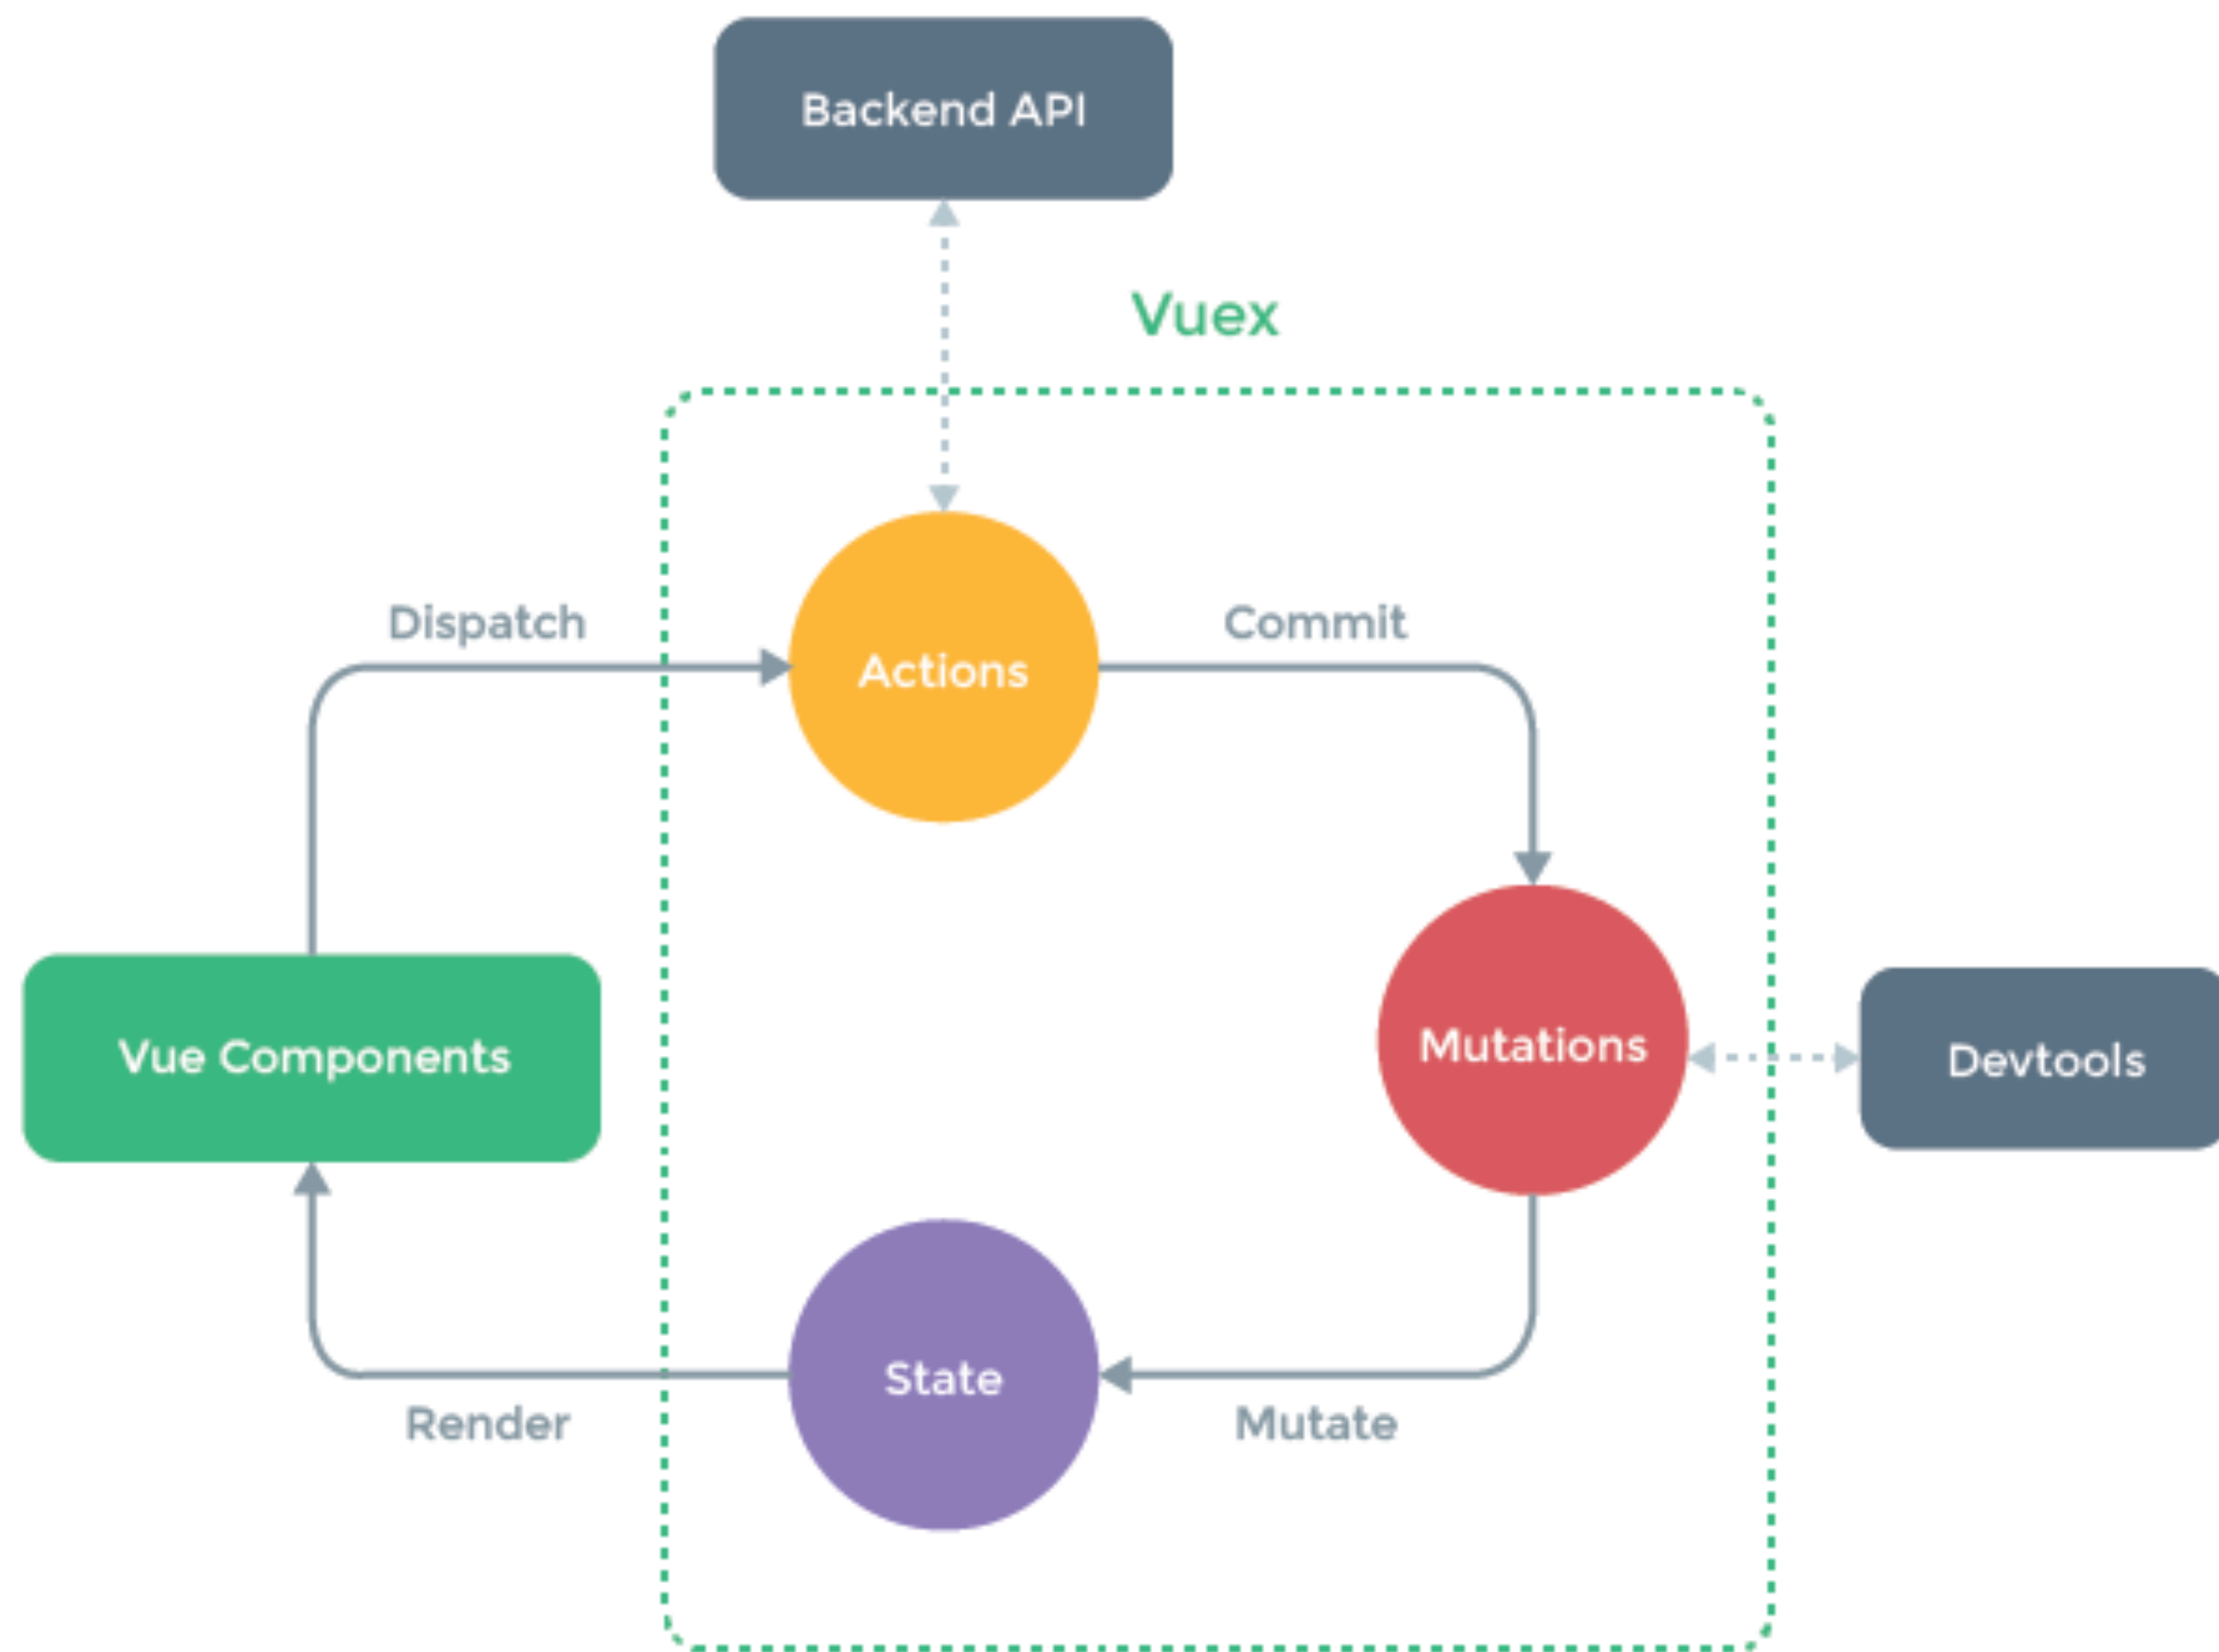 Backend API
Vuex
Dispatch
Commit
Actions
Vue Components
Mutations
Devtools
State
Render
Mutate